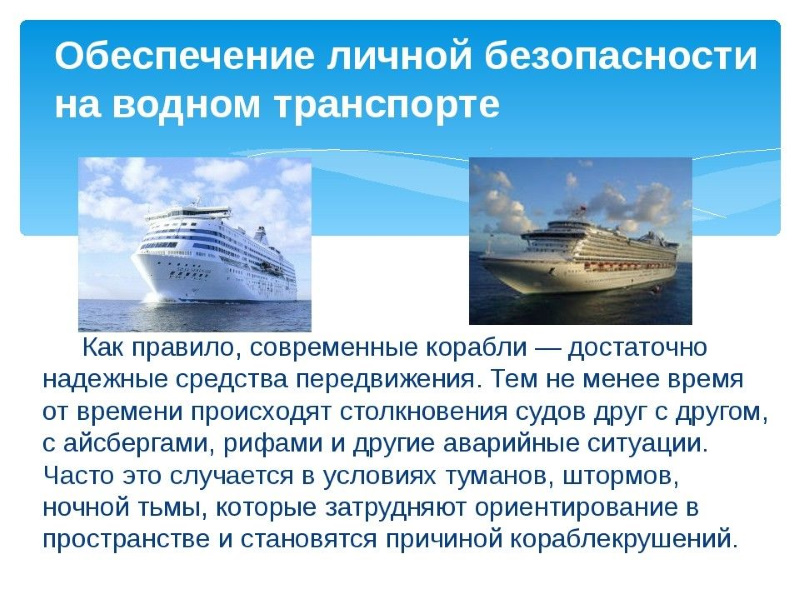 Обеспечение личной безопасности
на водном транспорте
Как правило, современные корабли — достаточно
надежные средства передвижения. Тем не менее время
от времени происходят столкновения судов друг с другом,
с айсбергами, рифами и другие аварийные ситуации.
Часто это случается в условиях туманов, штормов,
ночной тьмы, которые затрудняют ориентирование в
пространстве и становятся причиной кораблекрушений.